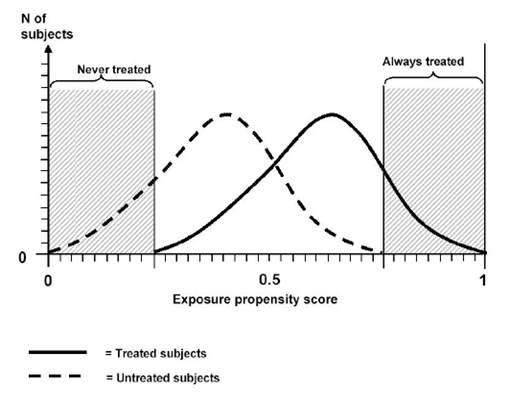 N of
subjects
Never treated
Always treated
0
0
0.5
1
Exposure propensity score
= Treated subjects
= Untreated subjects